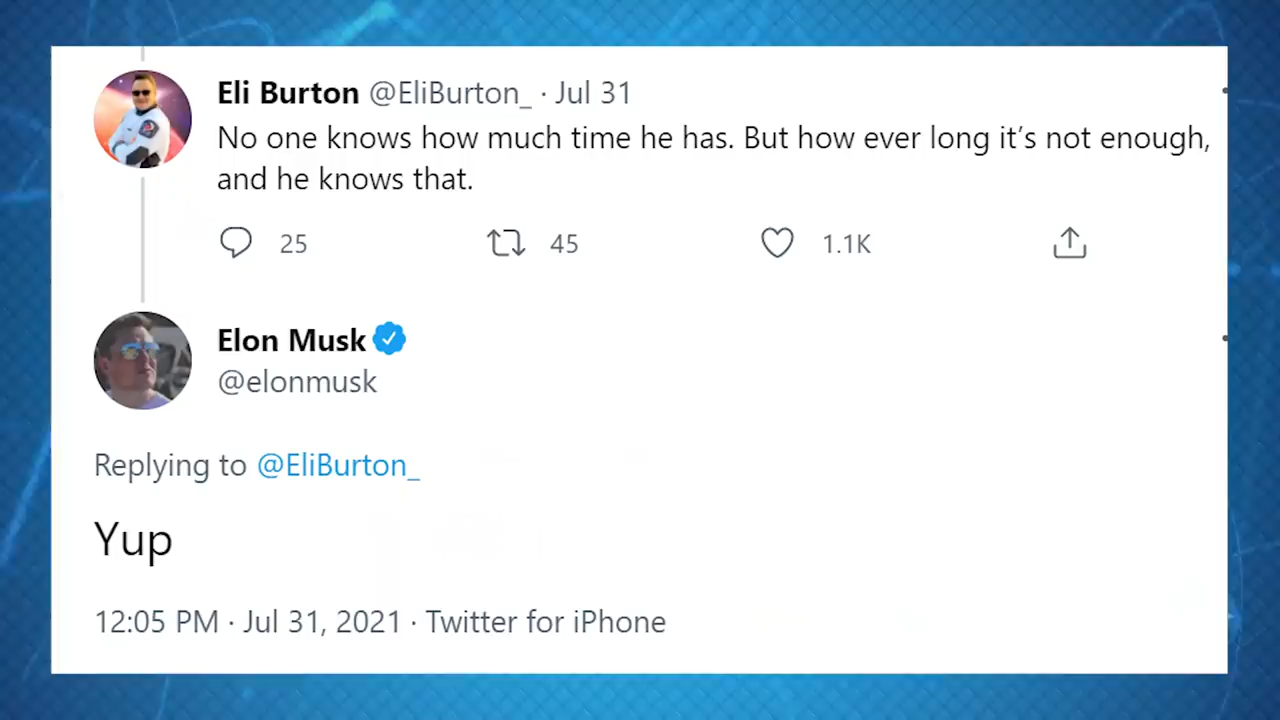 Eli Burton @EliBurton_ · Jul 31
No one knows how much time he has. But how ever long it’s not enough,
and he knows that.
25 45 1.1K
Elon Musk
@elonmusk
Replying to @EliBurton_
Yup
12:05 PM · Jul 31, 2021 · Twitter for iPhone